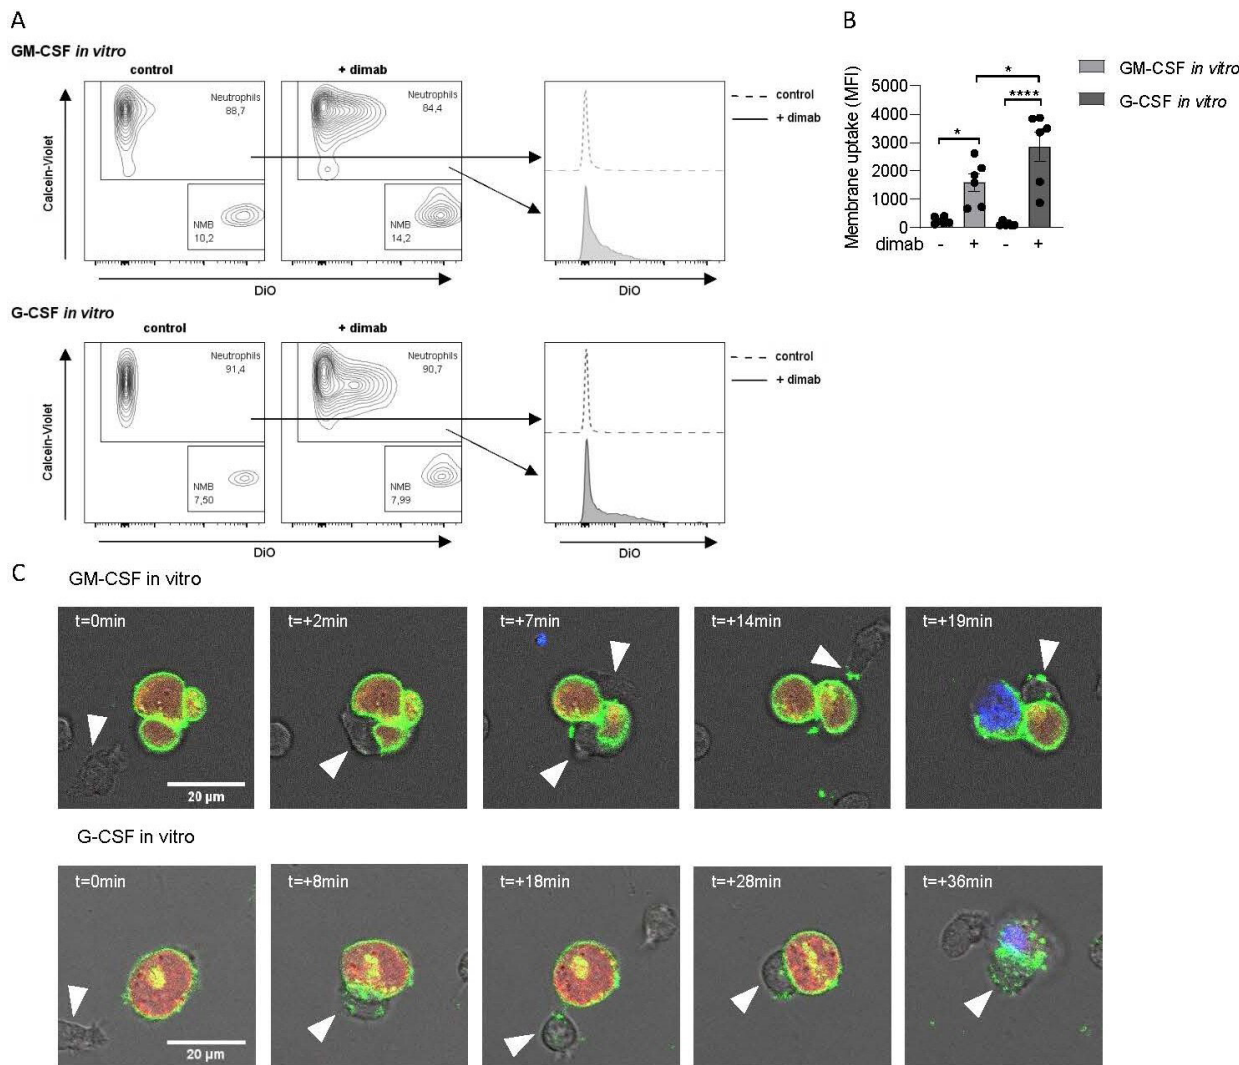 A
GM-CSF in vitro
control
+ dimab
Neutrophils
88,7
Neutrophils
84,4
NMB
10,2
NMB
14,2
Calcein-Violet
DiO
control
+ dimab
DiO
G-CSF in vitro
control
+ dimab
Neutrophils
91,4
Neutrophils
90,7
NMB
7,50
NMB
7,99
Calcein-Violet
DiO
control
+ dimab
DiO
B
GM-CSF in vitro
G-CSF in vitro
Membrane uptake (MFI)
5000
4000
3000
2000
1000
0
*
****
*
dimab - + - +
C
GM-CSF in vitro
t=0min
t=+2min
t=+7min
t=+14min
t=+19min
20 µm
G-CSF in vitro
t=0min
t=+8min
t=+18min
t=+28min
t=+36min
20 µm